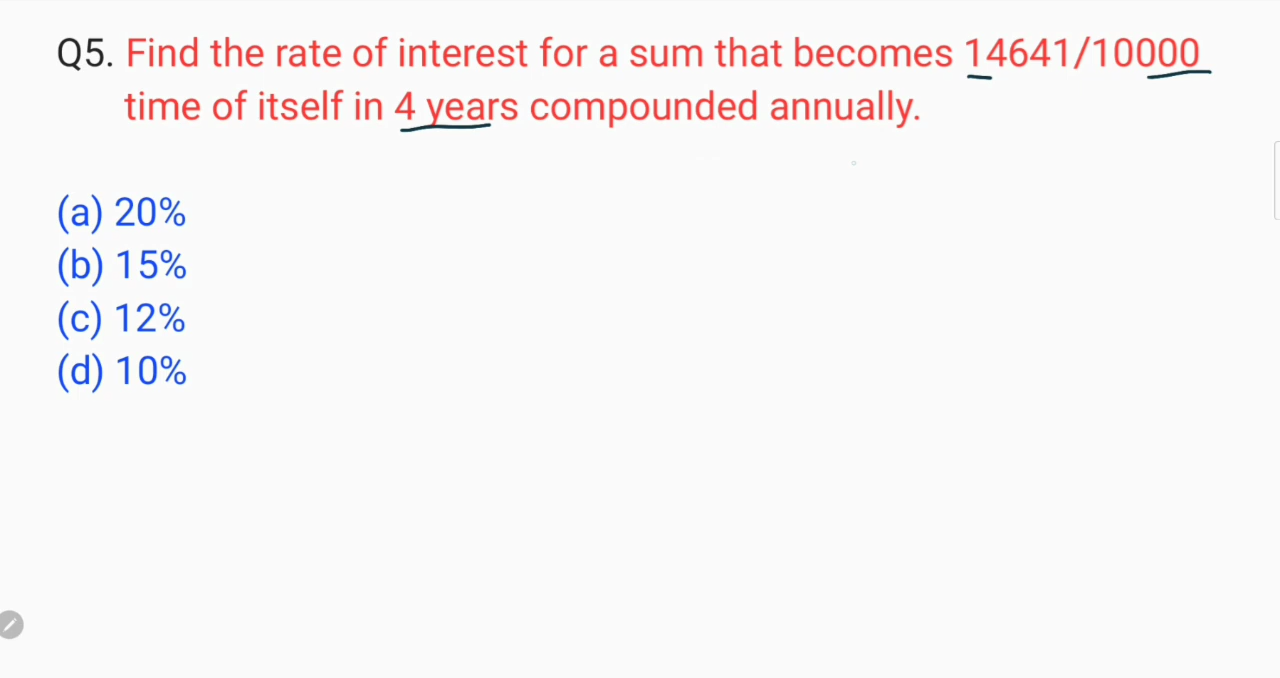 Q5. Find the rate of interest for a sum that becomes 14641/10000
time of itself in 4 years compounded annually.
(a) 20%
(b) 15%
(c) 12%
(d) 10%